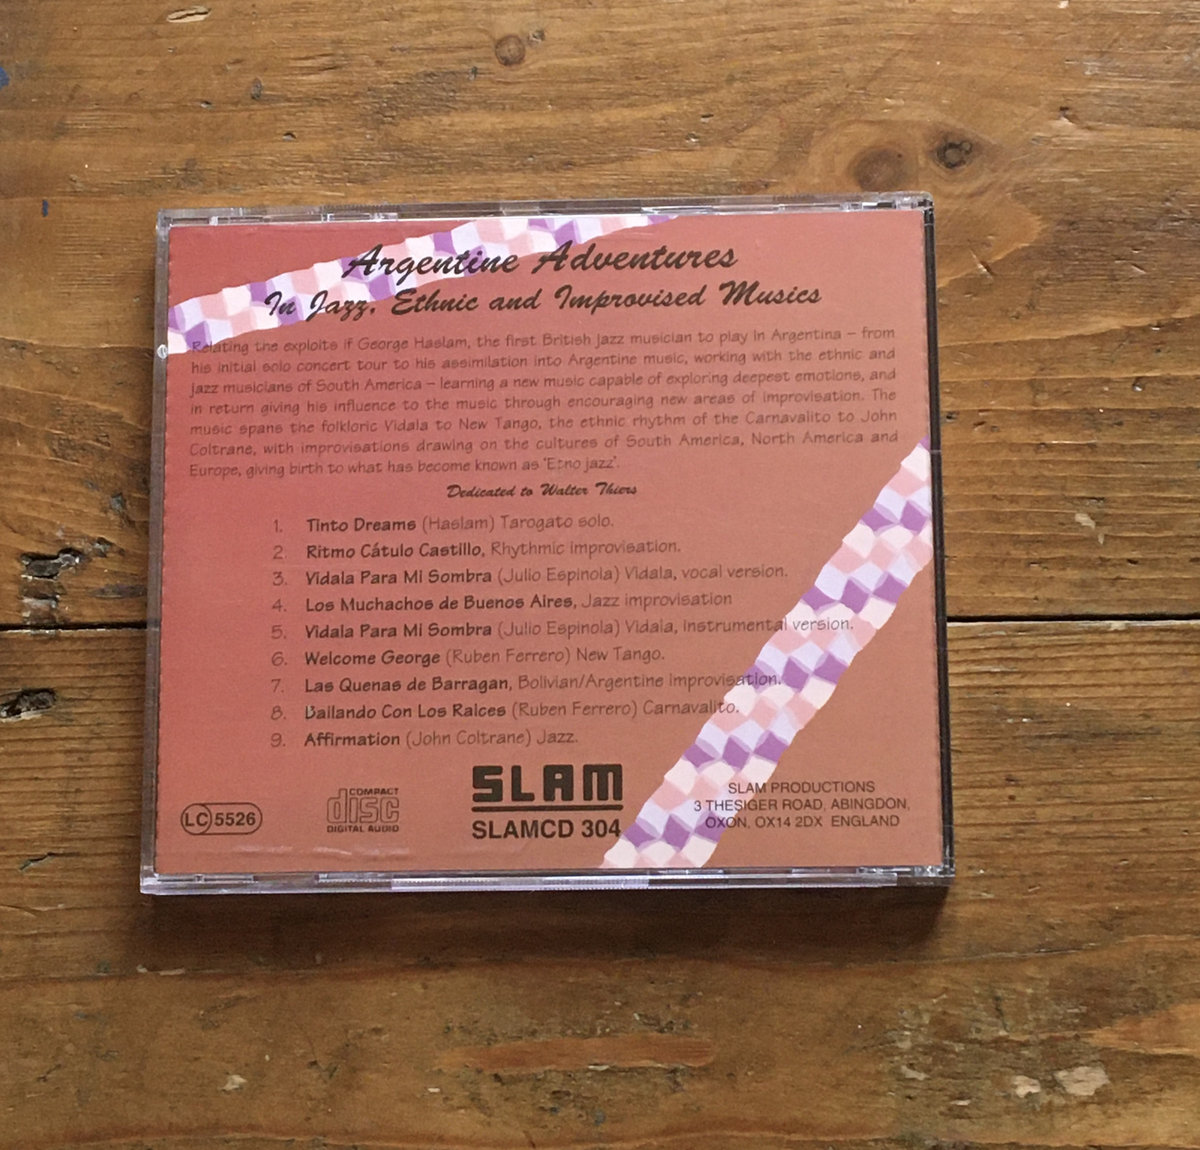 Argentine Adventures
In Jazz, Ethnic and Improvised Musics
Relating the exploits if George Haslam, the first British jazz musician to play in Argentina – from
his initial solo concert tour to his assimilation into Argentine music, working with the ethnic and
jazz musicians of South America – learning a new music capable of exploring deepest emotions, and
in return giving his influence to the music through encouraging new areas of improvisation. The
music spans the folkloric Vidala to New Tango, the ethnic rhythm of the Carnavalito to John
Coltrane, with improvisations drawing on the cultures of South America, North America and
Europe, giving birth to what has become known as 'Etno jazz'.
Dedicated to Walter Thiers
1. Tinto Dreams (Haslam) Tarogato solo.
2. Ritmo Cátulo Castillo, Rhythmic improvisation.
3. Vidala Para Mi Sombra (Julio Espinola) Vidala, vocal version.
4. Los Muchachos de Buenos Aires, Jazz improvisation
5. Vidala Para Mi Sombra (Julio Espinola) Vidala, instrumental version.
6. Welcome George (Ruben Ferrero) New Tango.
7. Las Quenas de Barragan, Bolivian/Argentine improvisation.
8. Bailando Con Los Raices (Ruben Ferrero) Carnavalito.
9. Affirmation (John Coltrane) Jazz.
LC 5526
COMPACT
disc
DIGITAL AUDIO
SLAM
SLAMCD 304
SLAM PRODUCTIONS
3 THESIGER ROAD, ABINGDON,
OXON, OX14 2DX ENGLAND